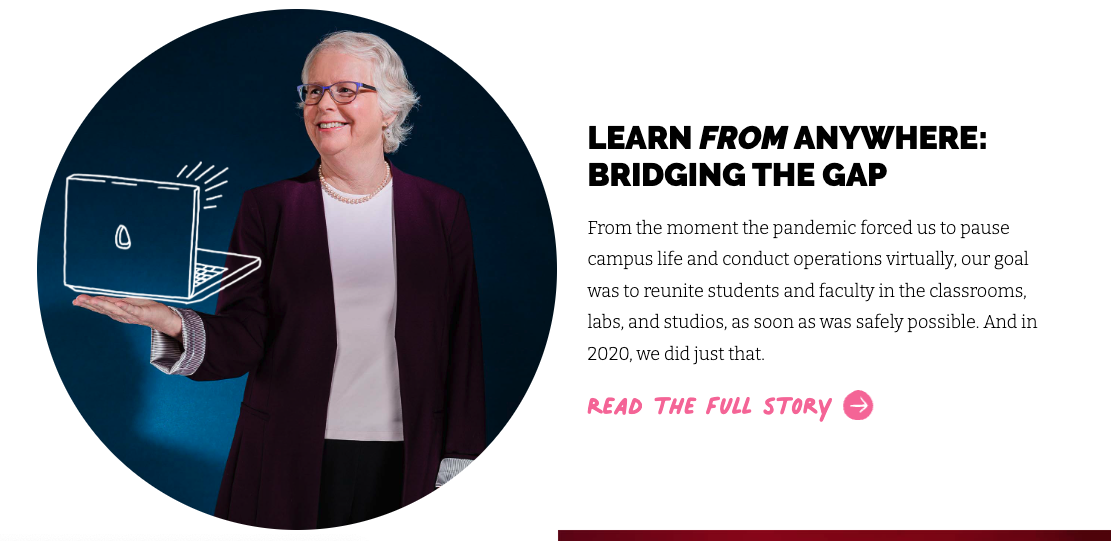 LEARN FROM ANYWHERE:
BRIDGING THE GAP
From the moment the pandemic forced us to pause
campus life and conduct operations virtually, our goal
was to reunite students and faculty in the classrooms,
labs, and studios, as soon as was safely possible. And in
2020, we did just that.
READ THE FULL STORY